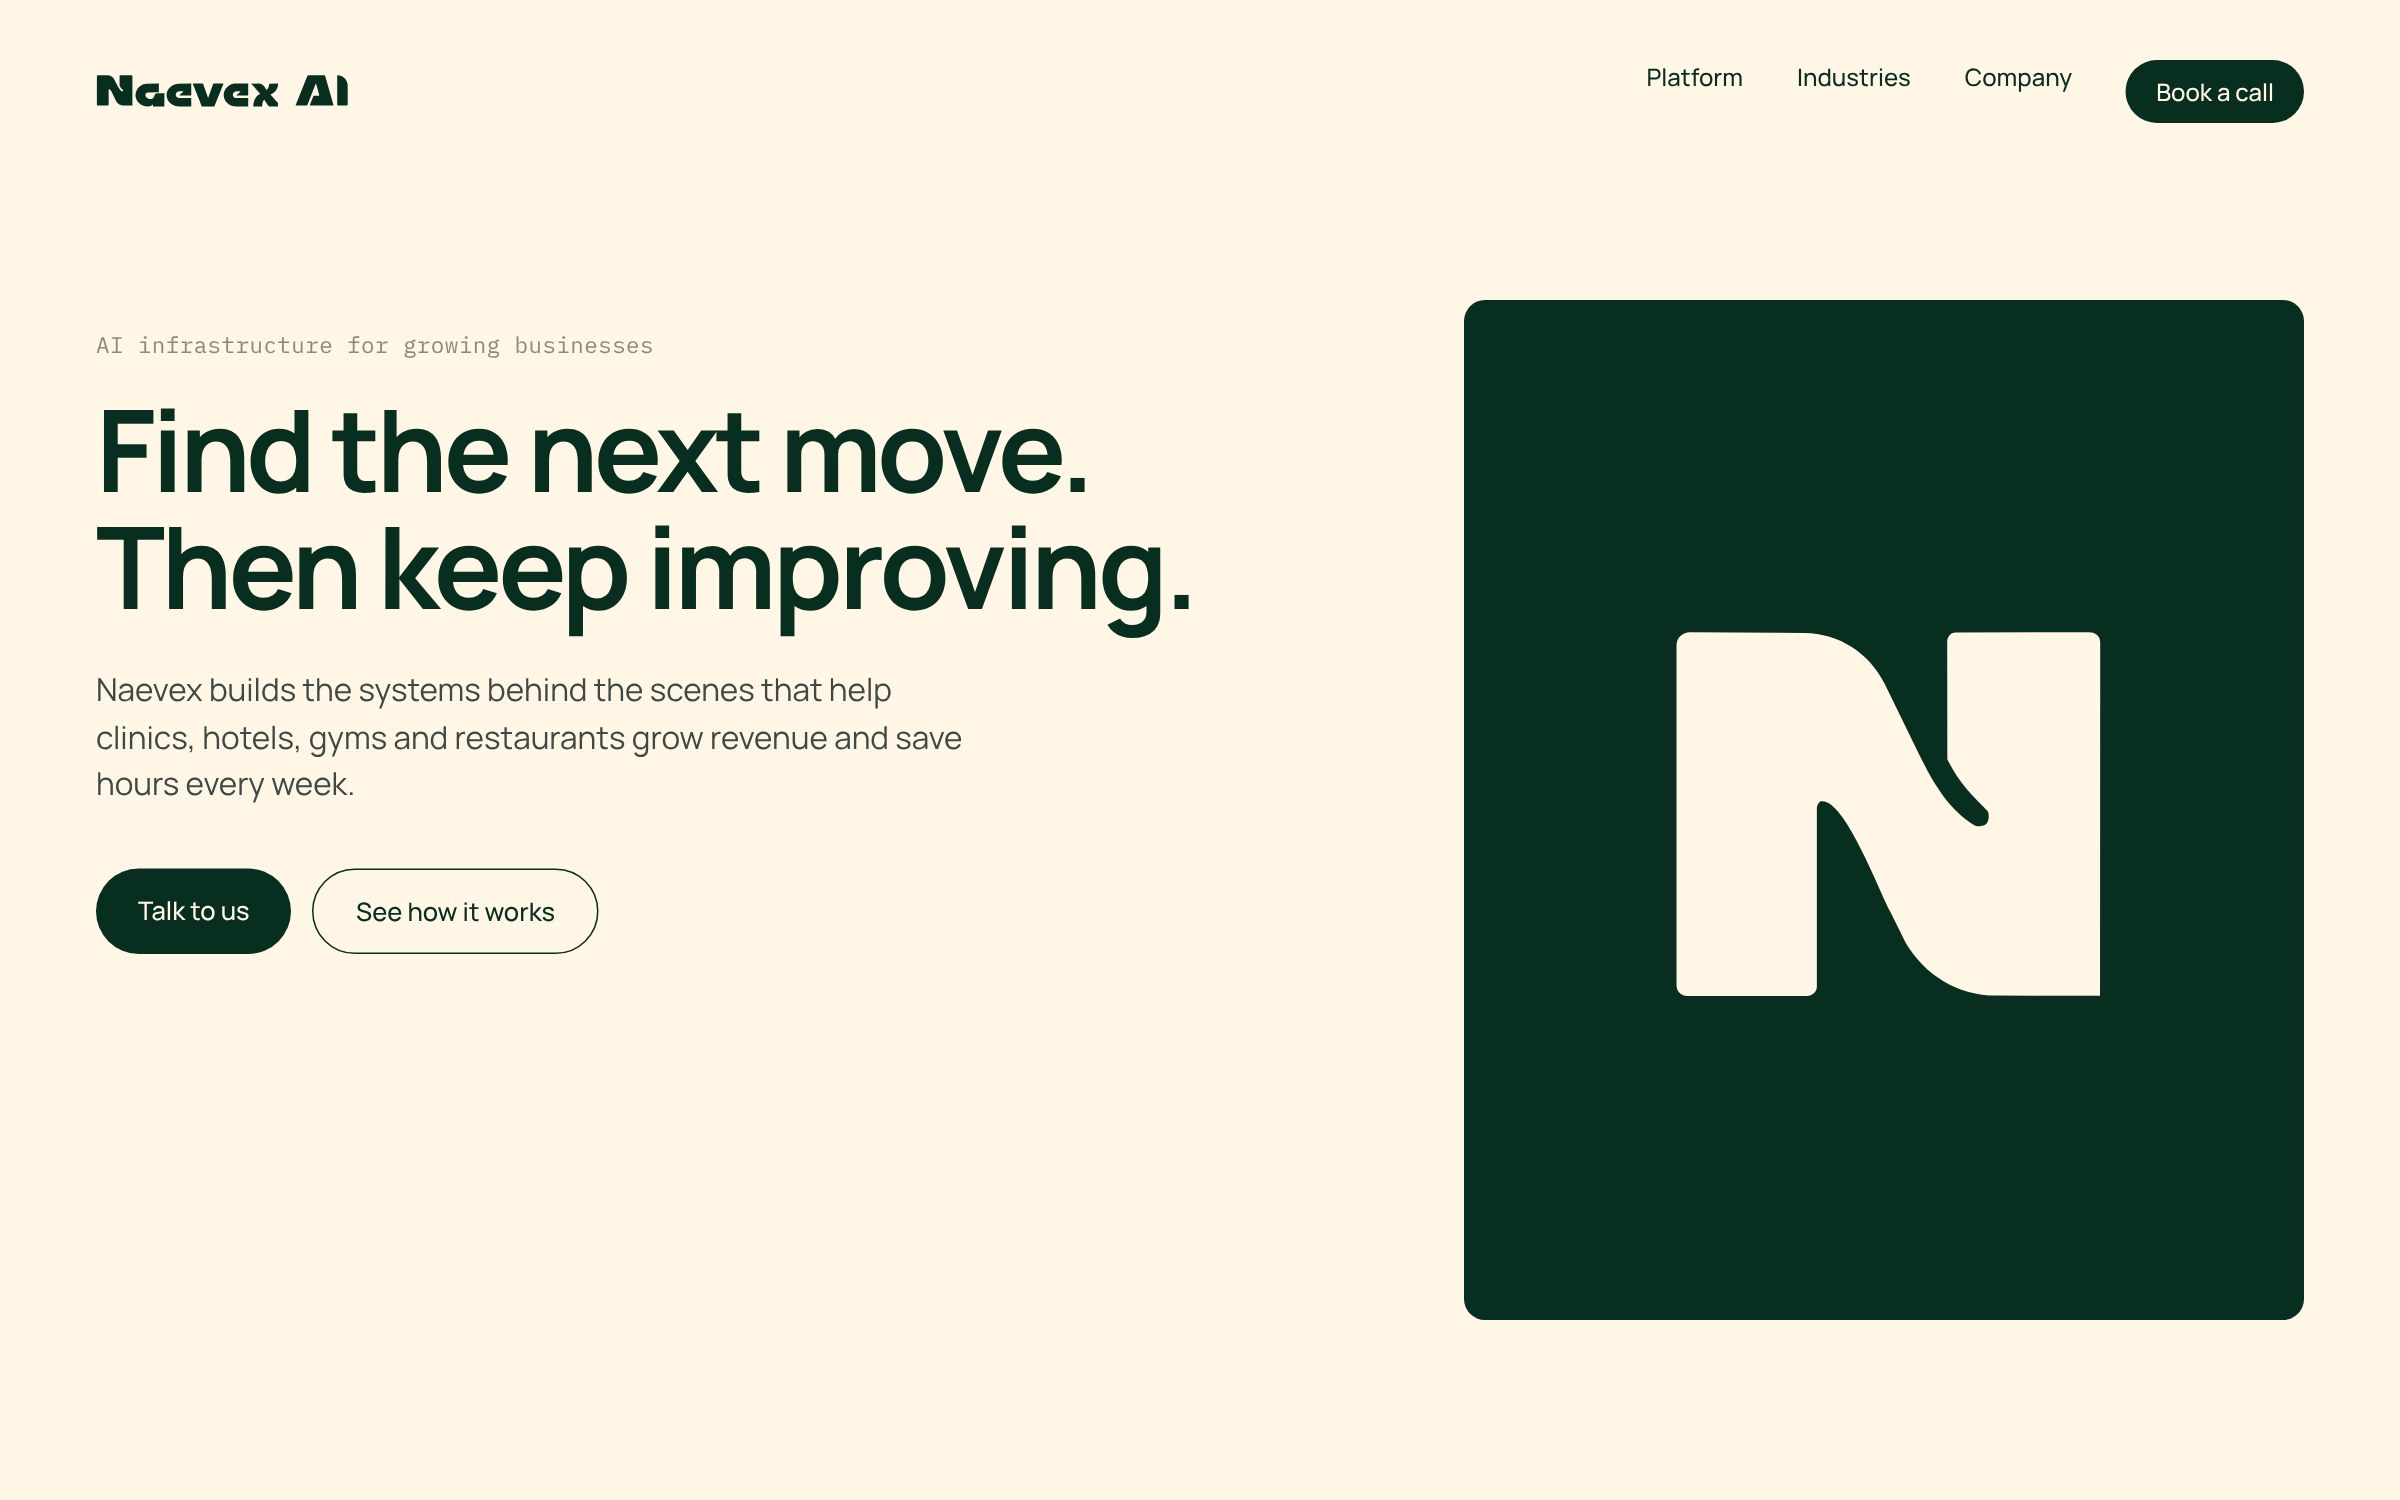 Naevex AI
Platform Industries Company Book a call
AI infrastructure for growing businesses
Find the next move.
Then keep improving.
Naevex builds the systems behind the scenes that help
clinics, hotels, gyms and restaurants grow revenue and save
hours every week.
Talk to us See how it works
N